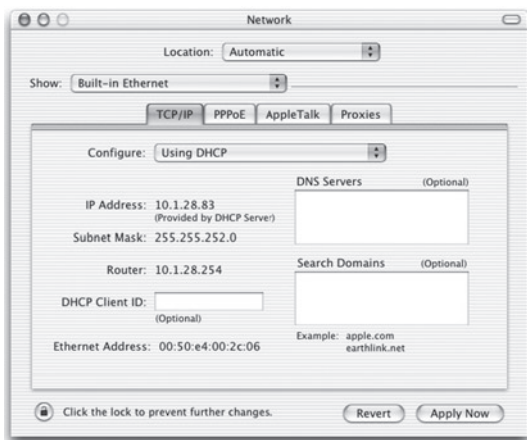 Network
Location: Automatic
Show: Built-in Ethernet
TCP/IP PPPoE AppleTalk Proxies
Configure: Using DHCP
DNS Servers (Optional)
IP Address: 10.1.28.83
(Provided by DHCP Server)
Subnet Mask: 255.255.252.0
Router: 10.1.28.254
Search Domains (Optional)
DHCP Client ID:
(Optional)
Example: apple.com
earthlink.net
Ethernet Address: 00:50:e4:00:2c:06
Click the lock to prevent further changes.
Revert Apply Now